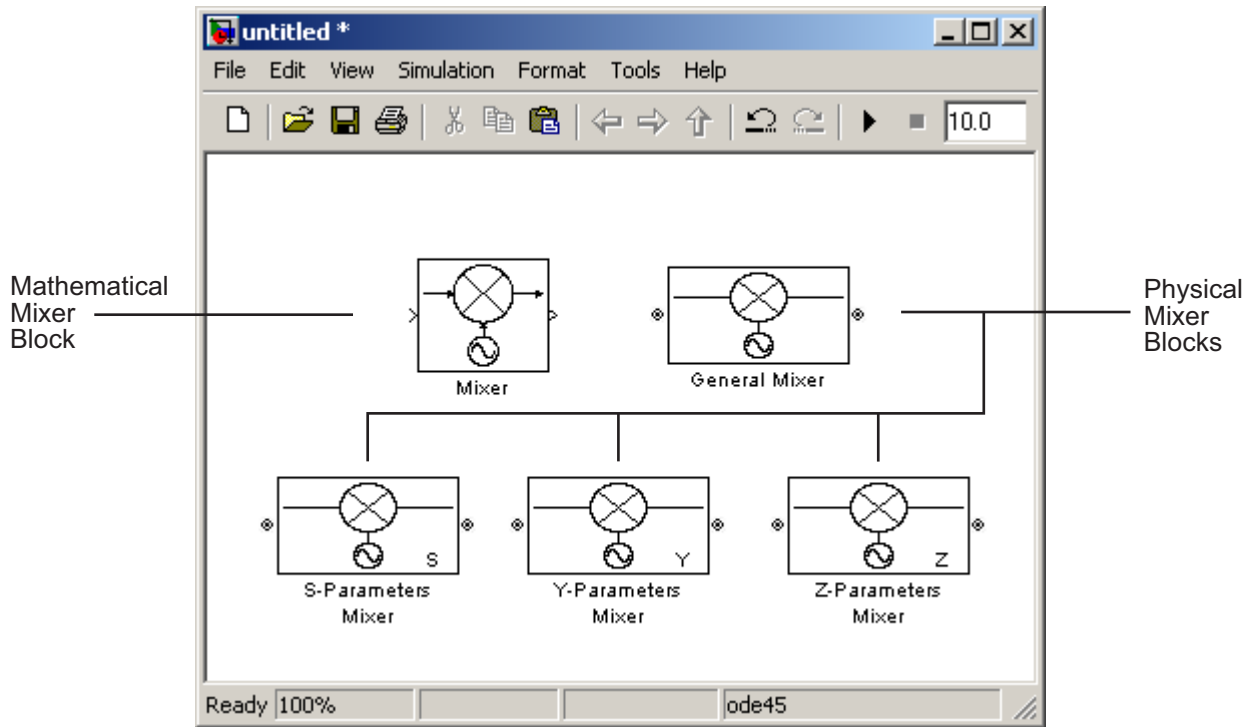 untitled *
File Edit View Simulation Format Tools Help
10.0
Mathematical
Mixer
Block
Physical
Mixer
Blocks
Mixer
General Mixer
S
Y
Z
S-Parameters
Mixer
Y-Parameters
Mixer
Z-Parameters
Mixer
Ready 100% ode45